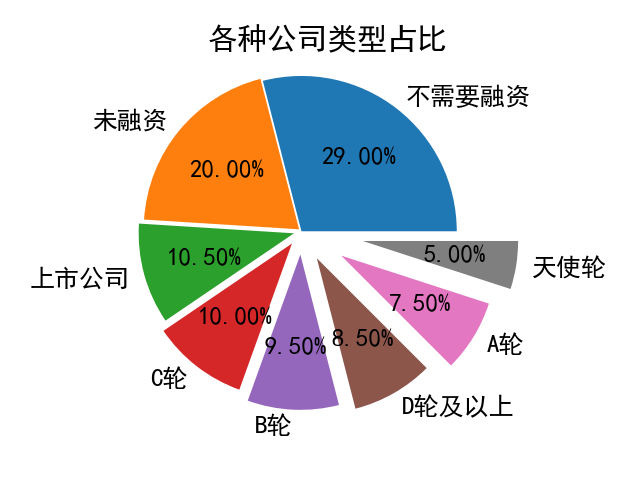 各种公司类型占比
不需要融资
29.00%
未融资
20.00%
上市公司
10.50%
C轮
10.00%
B轮
9.50%
D轮及以上
8.50%
A轮
7.50%
天使轮
5.00%